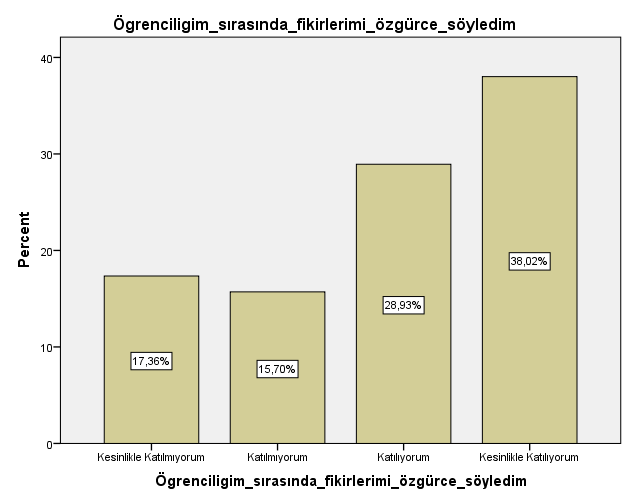 Ögrenciligim_sırasında_fikirlerimi_özgürce_söyledim
40
30
20
10
0
Percent
17,36%
15,70%
28,93%
38,02%
Kesinlikle Katılmıyorum
Katılmıyorum
Katılıyorum
Kesinlikle Katılıyorum
Ögrenciligim_sırasında_fikirlerimi_özgürce_söyledim